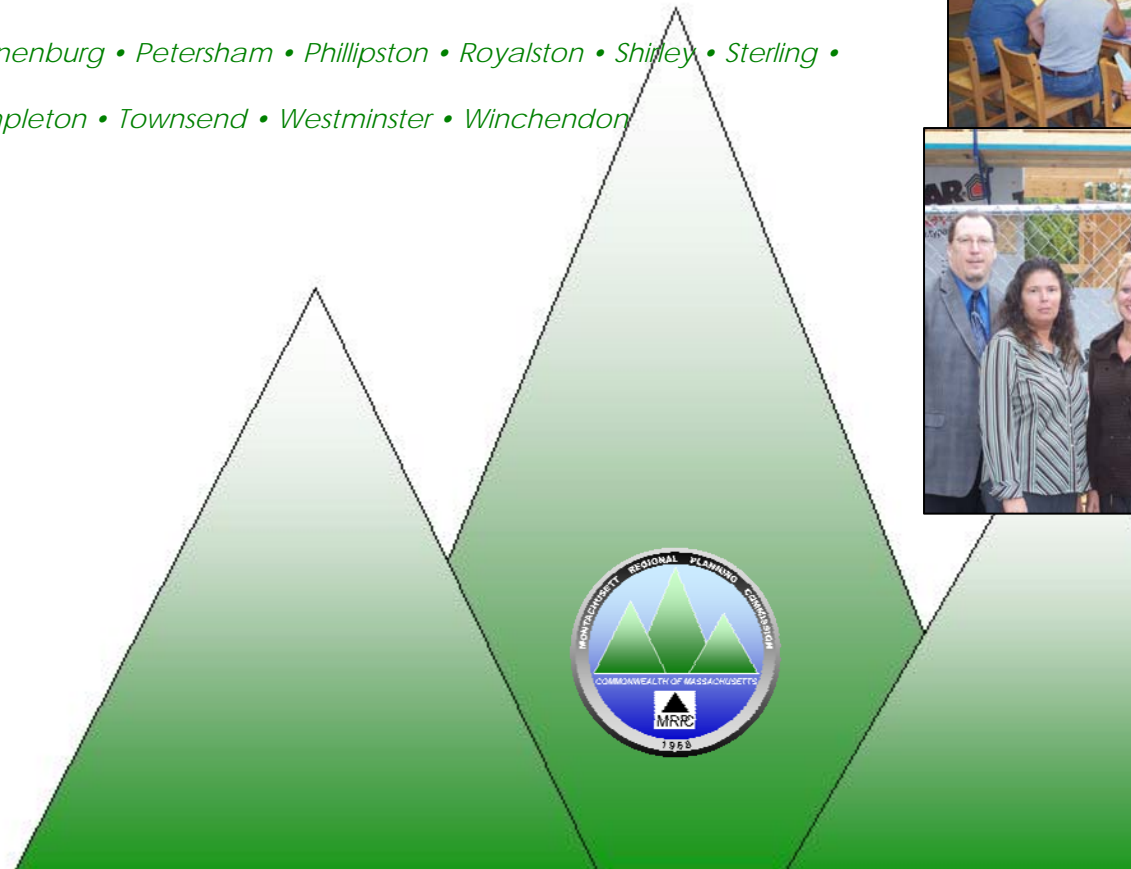 nenburg • Petersham • Phillipston • Royalston • Shirley • Sterling •
pleton • Townsend • Westminster • Winchendon
AR
MONTACHUSETT REGIONAL PLANNING COMMISSION
COMMONWEALTH OF MASSACHUSETTS
MRPC
1968